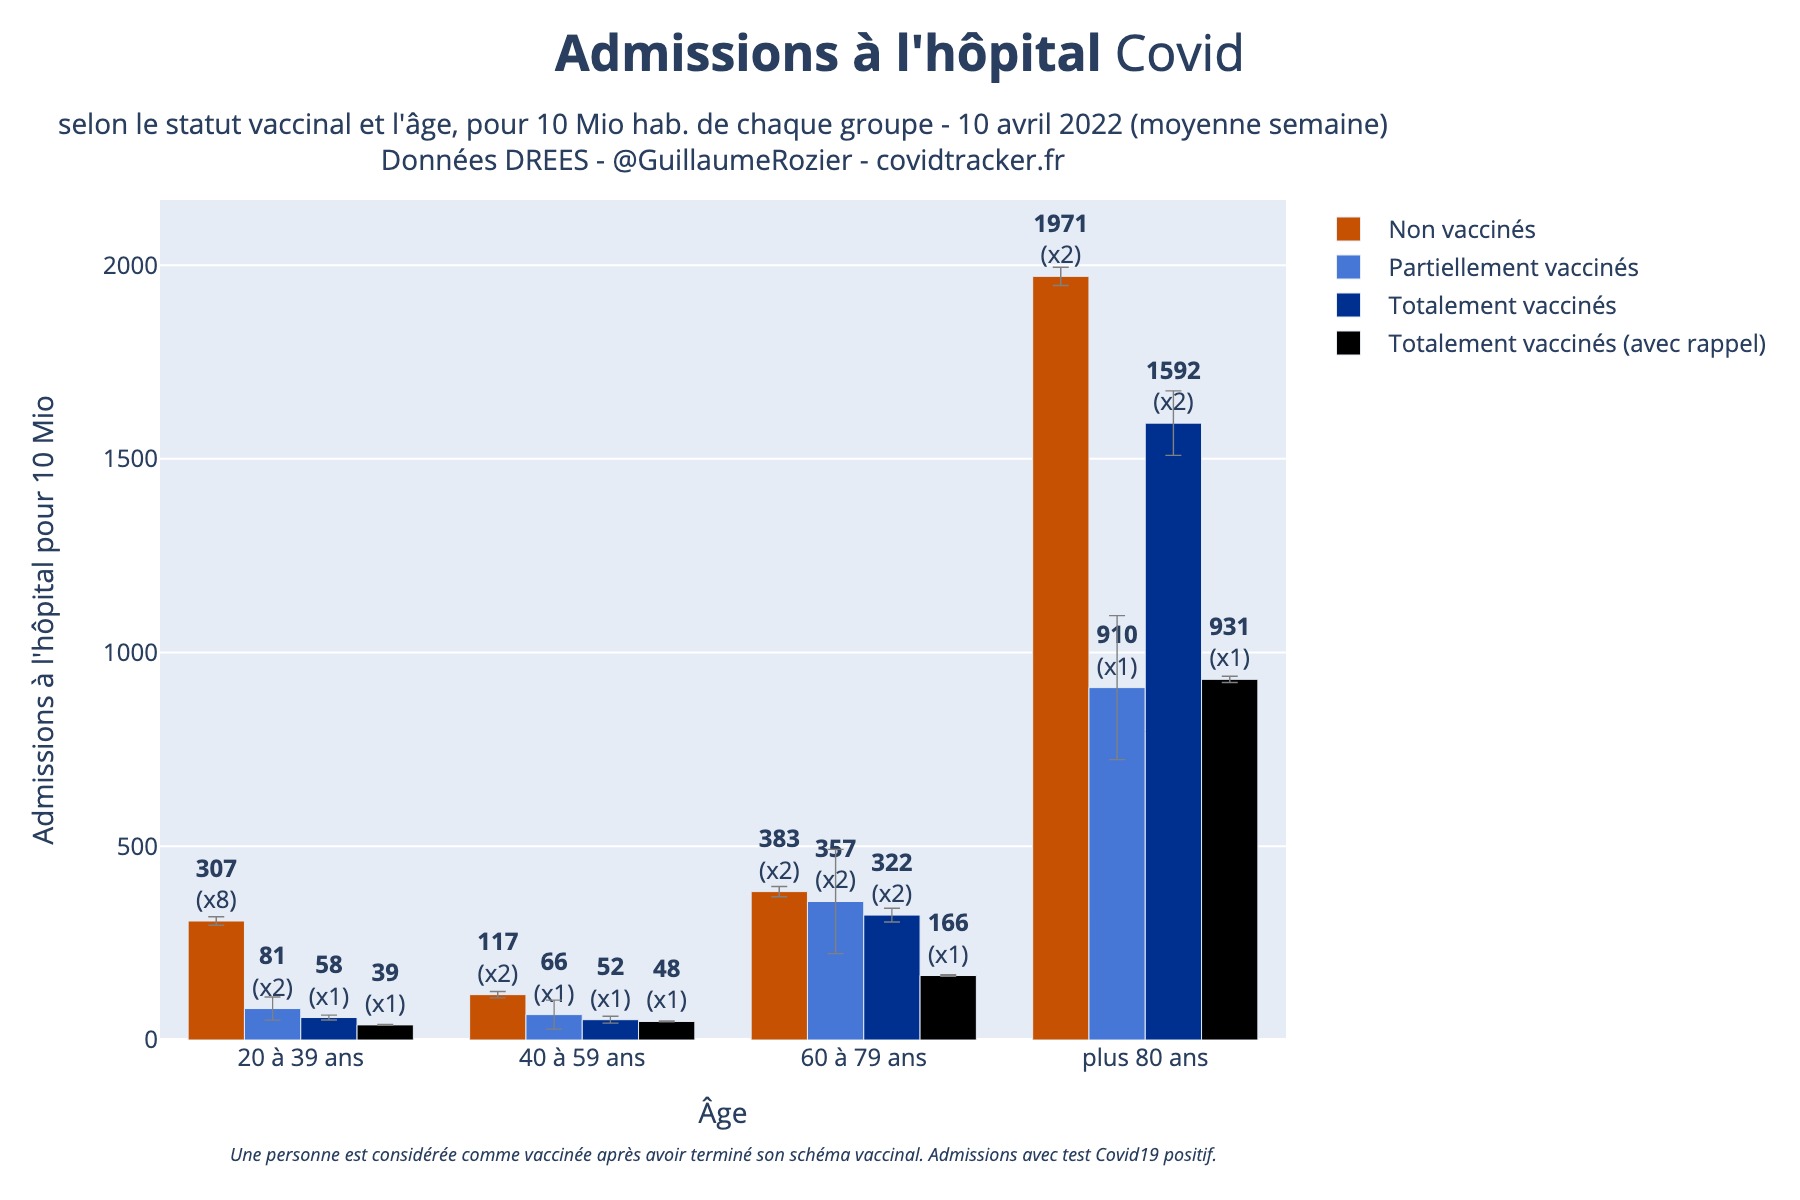 Admissions à l'hôpital Covid
selon le statut vaccinal et l'âge, pour 10 Mio hab. de chaque groupe - 10 avril 2022 (moyenne semaine)
Données DREES - @GuillaumeRozier - covidtracker.fr
Non vaccinés
Partiellement vaccinés
Totalement vaccinés
Totalement vaccinés (avec rappel)
Admissions à l'hôpital pour 10 Mio
2000
1500
1000
500
0
307
(x8)
81
(x2)
58
(x1)
39
(x1)
117
(x2)
66
(x1)
52
(x1)
48
(x1)
383
(x2)
357
(x2)
322
(x2)
166
(x1)
1971
(x2)
910
(x1)
1592
(x2)
931
(x1)
20 à 39 ans
40 à 59 ans
60 à 79 ans
plus 80 ans
Âge
Une personne est considérée comme vaccinée après avoir terminé son schéma vaccinal. Admissions avec test Covid19 positif.